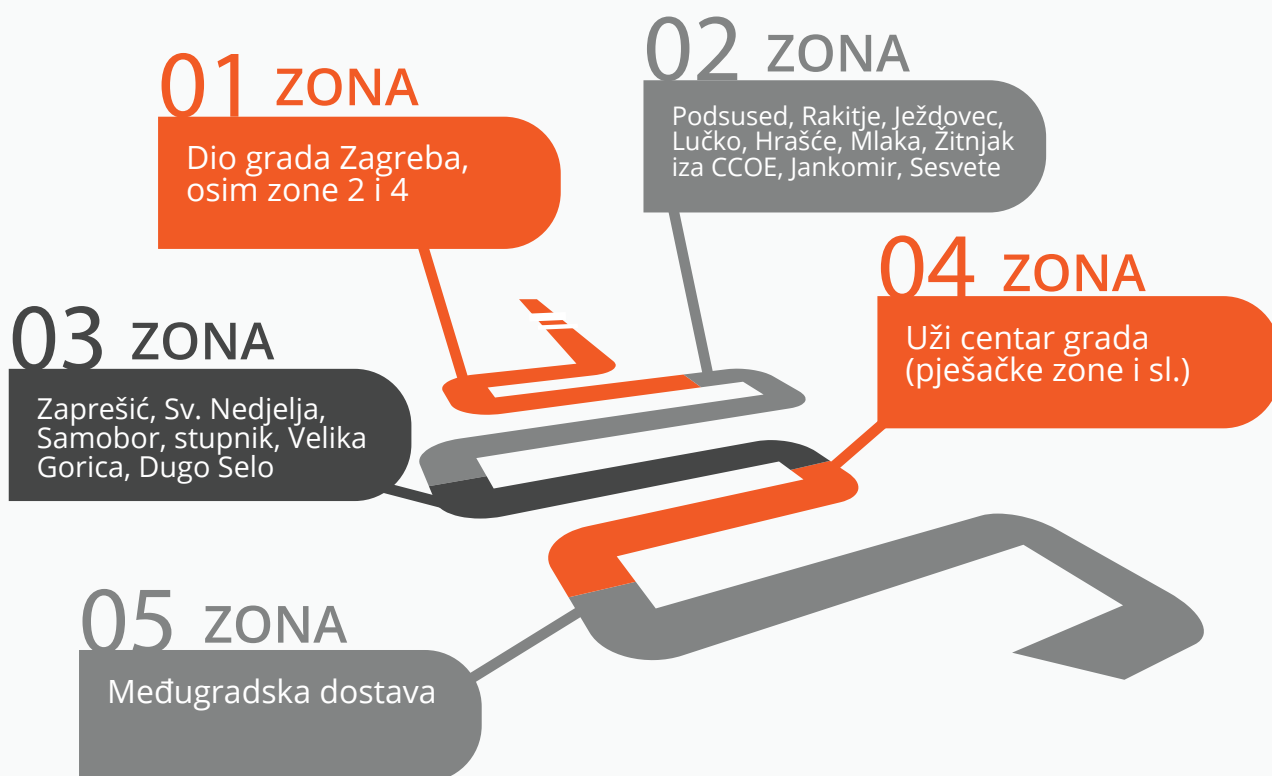 01 ZONA
Dio grada Zagreba,
osim zone 2 i 4
02 ZONA
Podsused, Rakitje, Ježdovec,
Lučko, Hrašće, Mlaka, Žitnjak
iza CCOE, Jankomir, Sesvete
03 ZONA
Zaprešić, Sv. Nedjelja,
Samobor, stupnik, Velika
Gorica, Dugo Selo
04 ZONA
Uži centar grada
(pješačke zone i sl.)
05 ZONA
Međugradska dostava